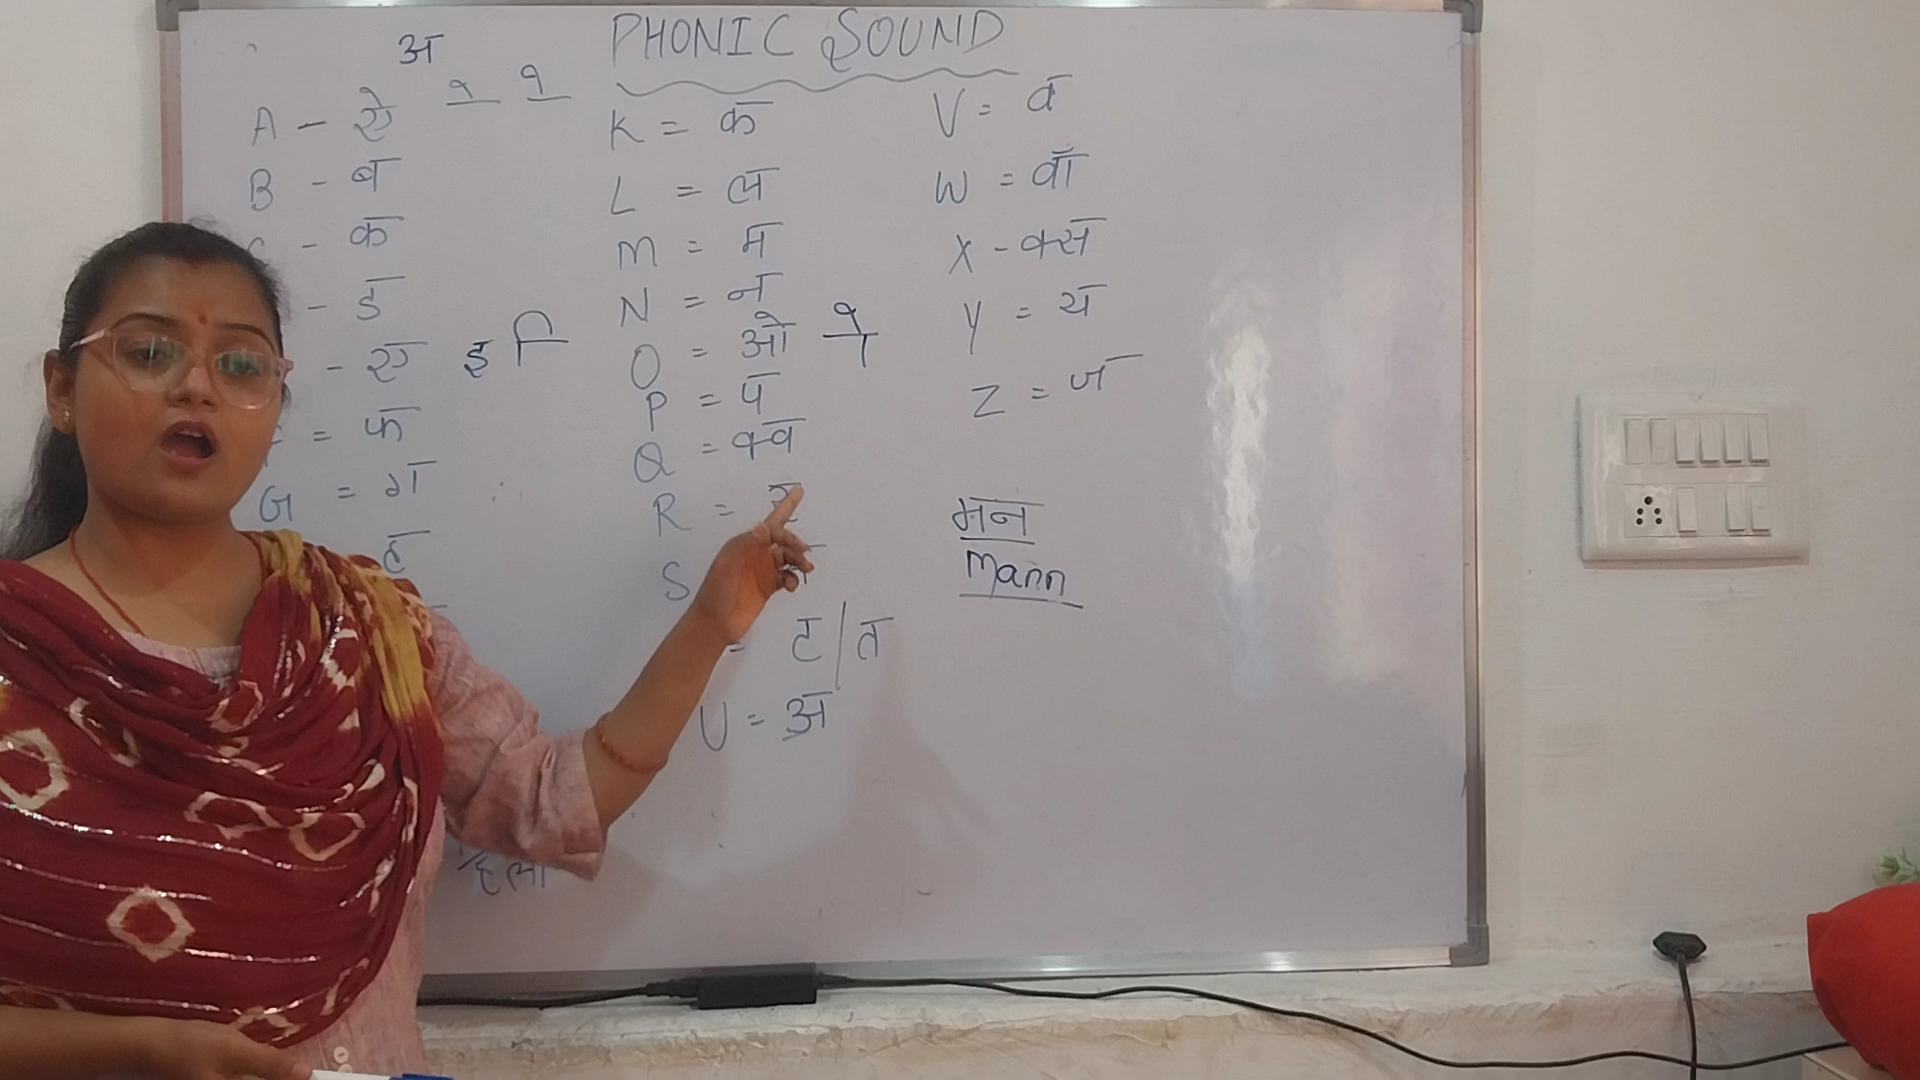 PHONIC SOUND
अ
A - ऐ
B - ब
- क
- ड
- ए इ ि
= फ
G = ग
ह
K = क
L = ल
M = म
N = न
O = ओ
P = प
Q = क्व
R = र
S
= ट/त
U = अ
V = व
W = वॉ
X - क्स
Y = य
Z = ज
मन
Mann